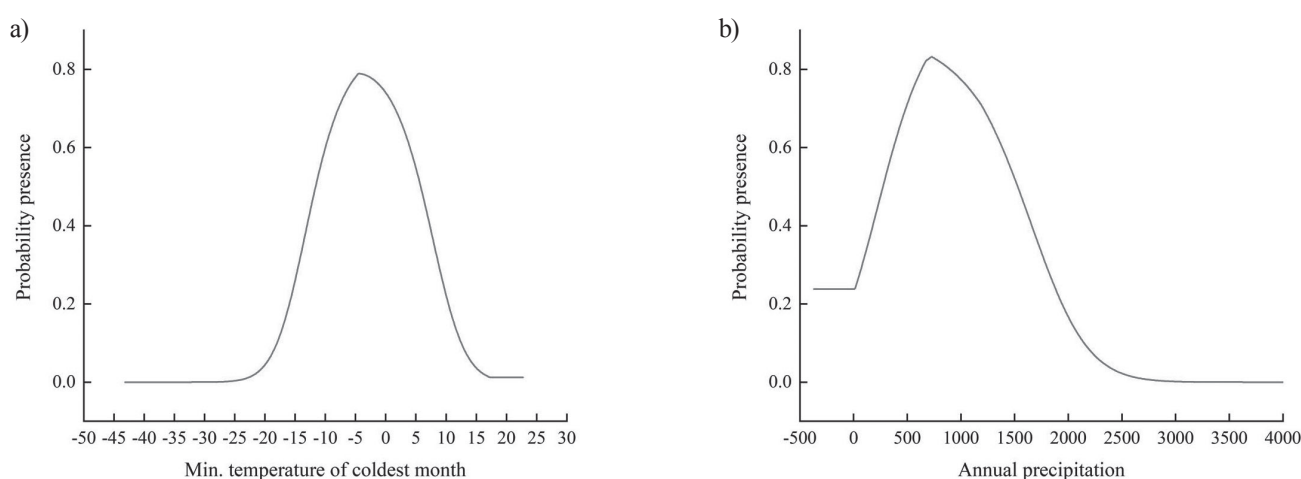 a)
0.8
0.6
0.4
0.2
0.0
Probability presence
-50 -45 -40 -35 -30 -25 -20 -15 -10 -5 0 5 10 15 20 25 30
Min. temperature of coldest month
b)
0.8
0.6
0.4
0.2
0.0
Probability presence
-500 0 500 1000 1500 2000 2500 3000 3500 4000
Annual precipitation